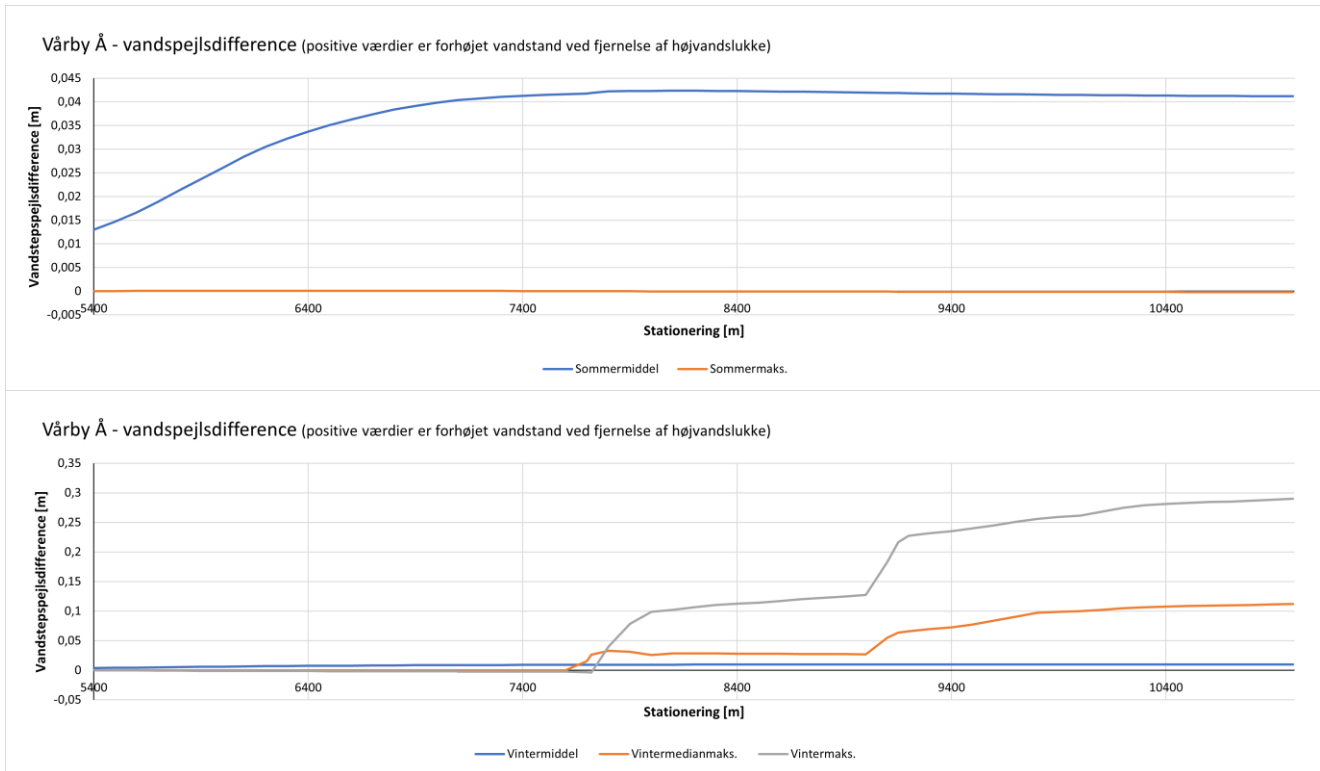 Vårby Å - vandspejlsdifference (positive værdier er forhøjet vandstand ved fjernelse af højvandslukke)
Vandstepspejlsdifference [m]
0,045
0,04
0,035
0,03
0,025
0,02
0,015
0,01
0,005
0
-0,005
5400 6400 7400 8400 9400 10400
Stationering [m]
Sommermiddel Sommermaks.
Vårby Å - vandspejlsdifference (positive værdier er forhøjet vandstand ved fjernelse af højvandslukke)
Vandstepspejlsdifference [m]
0,35
0,3
0,25
0,2
0,15
0,1
0,05
0
-0,05
5400 6400 7400 8400 9400 10400
Stationering [m]
Vintermiddel Vintermedianmaks. Vintermaks.